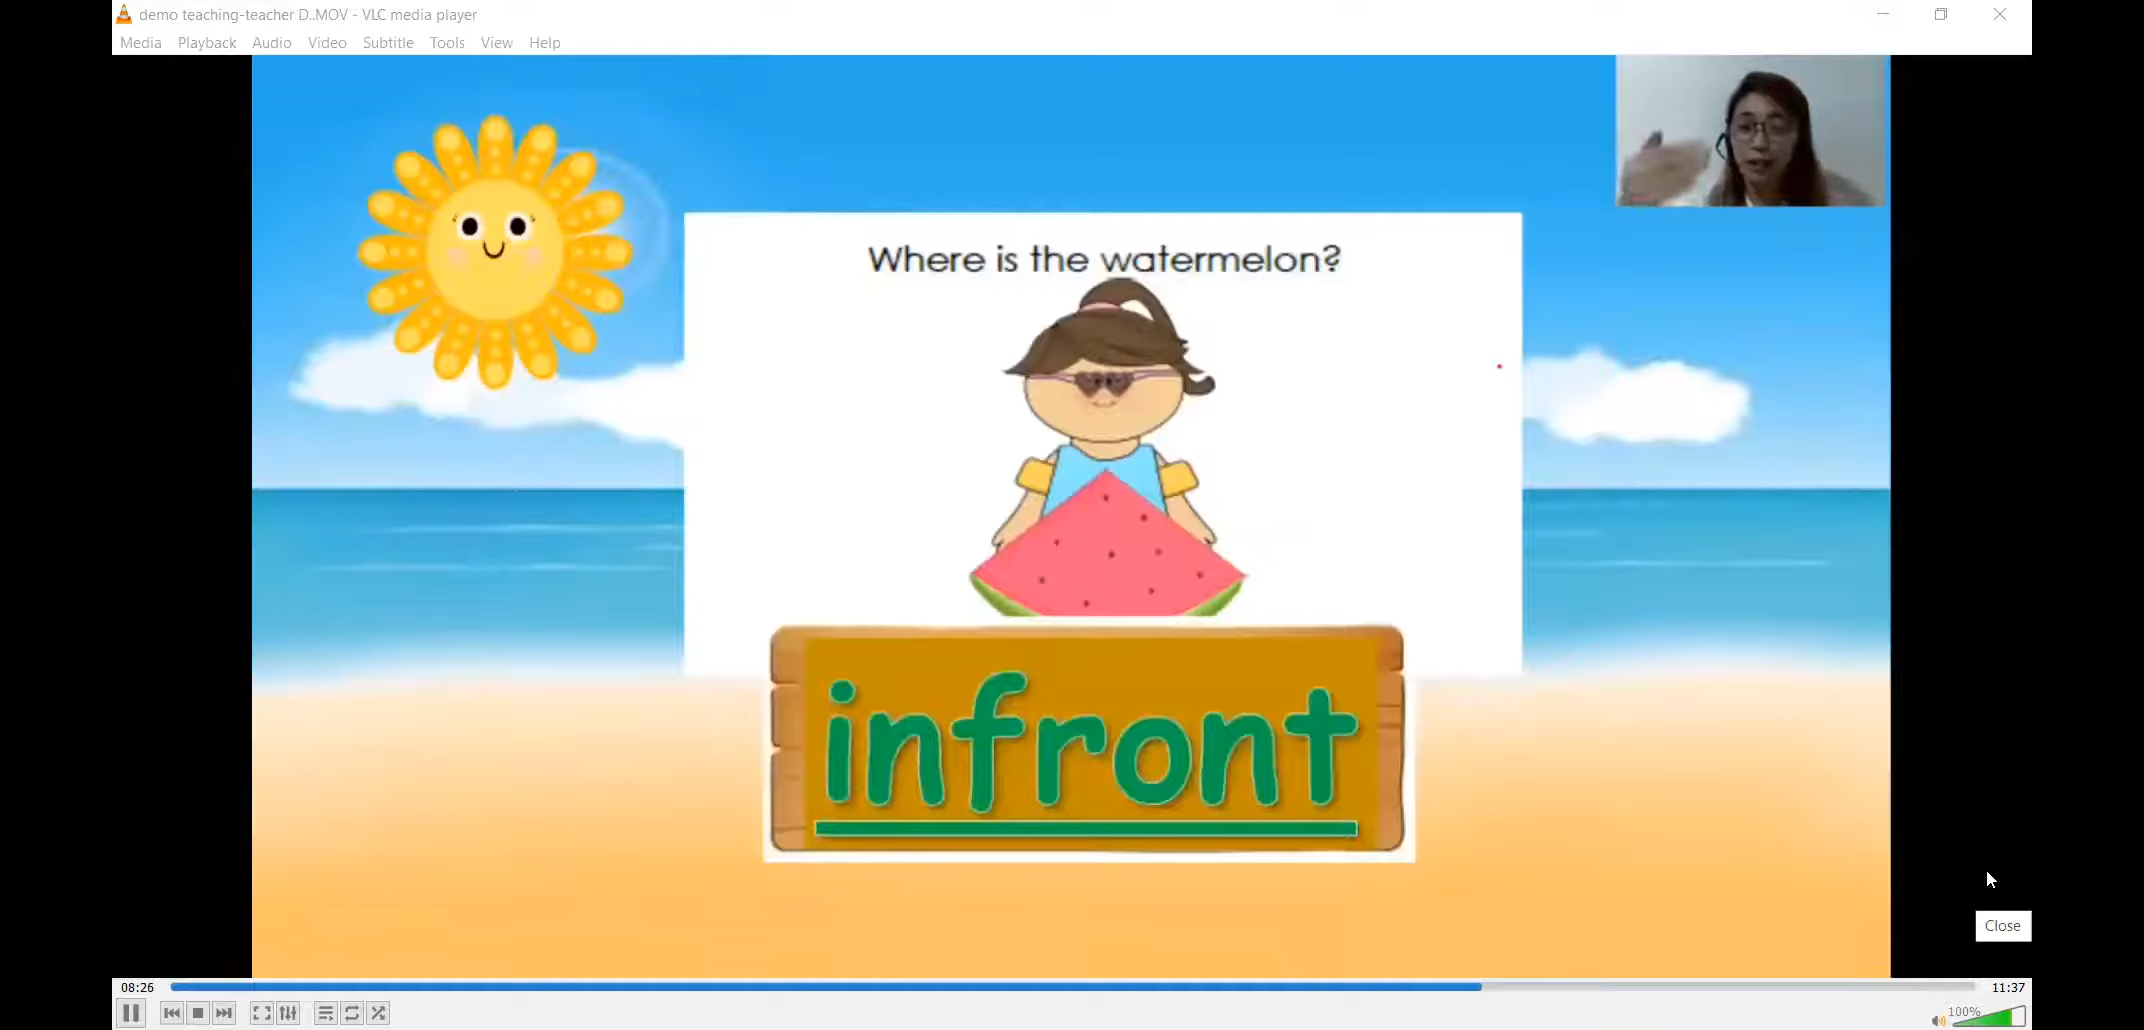 demo teaching-teacher D..MOV - VLC media player
Media Playback Audio Video Subtitle Tools View Help
Where is the watermelon?
infront
Close
08:26
11:37
100%